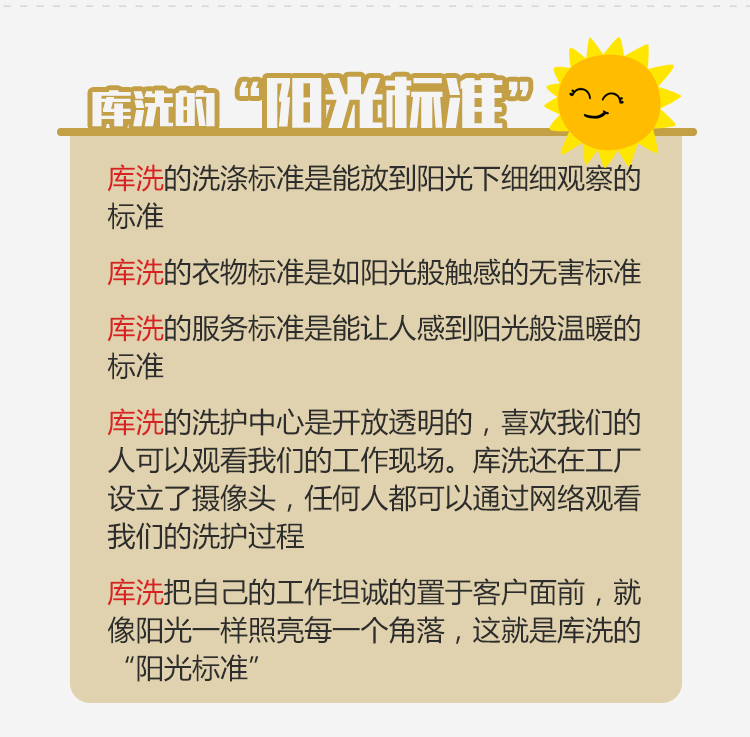 库洗的“阳光标准”
库洗的洗涤标准是能放到阳光下细细观察的
标准
库洗的衣物标准是如阳光般触感的无害标准
库洗的服务标准是能让人感到阳光般温暖的
标准
库洗的洗护中心是开放透明的，喜欢我们的
人可以观看我们的工作现场。库洗还在工厂
设立了摄像头，任何人都可以通过网络观看
我们的洗护过程
库洗把自己的工作坦诚的置于客户面前，就
像阳光一样照亮每一个角落，这就是库洗的
“阳光标准”